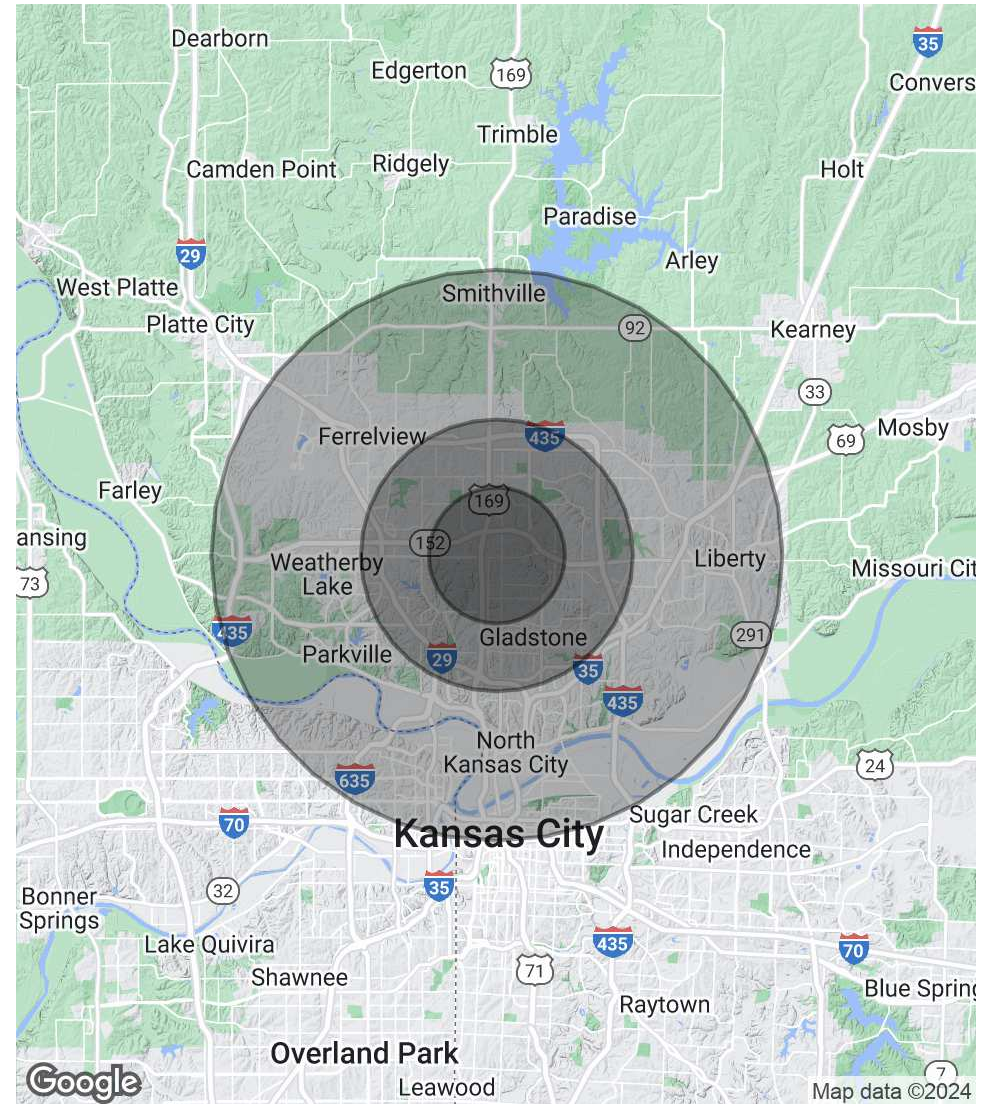 Dearborn
35
Edgerton
169
Convers
Trimble
Camden Point
Ridgely
Holt
Paradise
29
Arley
West Platte
Smithville
Platte City
92
Kearney
33
Ferrelview
435
69
Mosby
Farley
169
ansing
152
Weatherby
Lake
Liberty
Missouri Cit
73
435
Gladstone
291
Parkville
29
35
435
North
Kansas City
635
24
70
Kansas City
Sugar Creek
Independence
35
32
Bonner
Springs
Lake Quivira
435
70
Shawnee
71
Blue Spring
Raytown
Overland Park
7
Leawood
Google
Map data ©2024